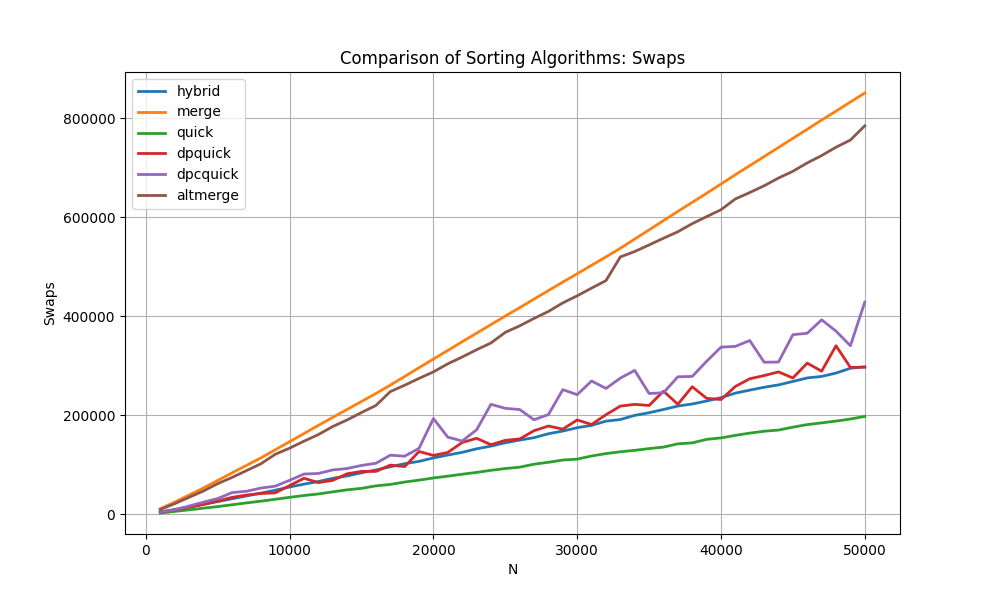 Comparison of Sorting Algorithms: Swaps
hybrid
merge
quick
dpquick
dpcquick
altmerge
800000
600000
400000
200000
0
Swaps
0 10000 20000 30000 40000 50000
N